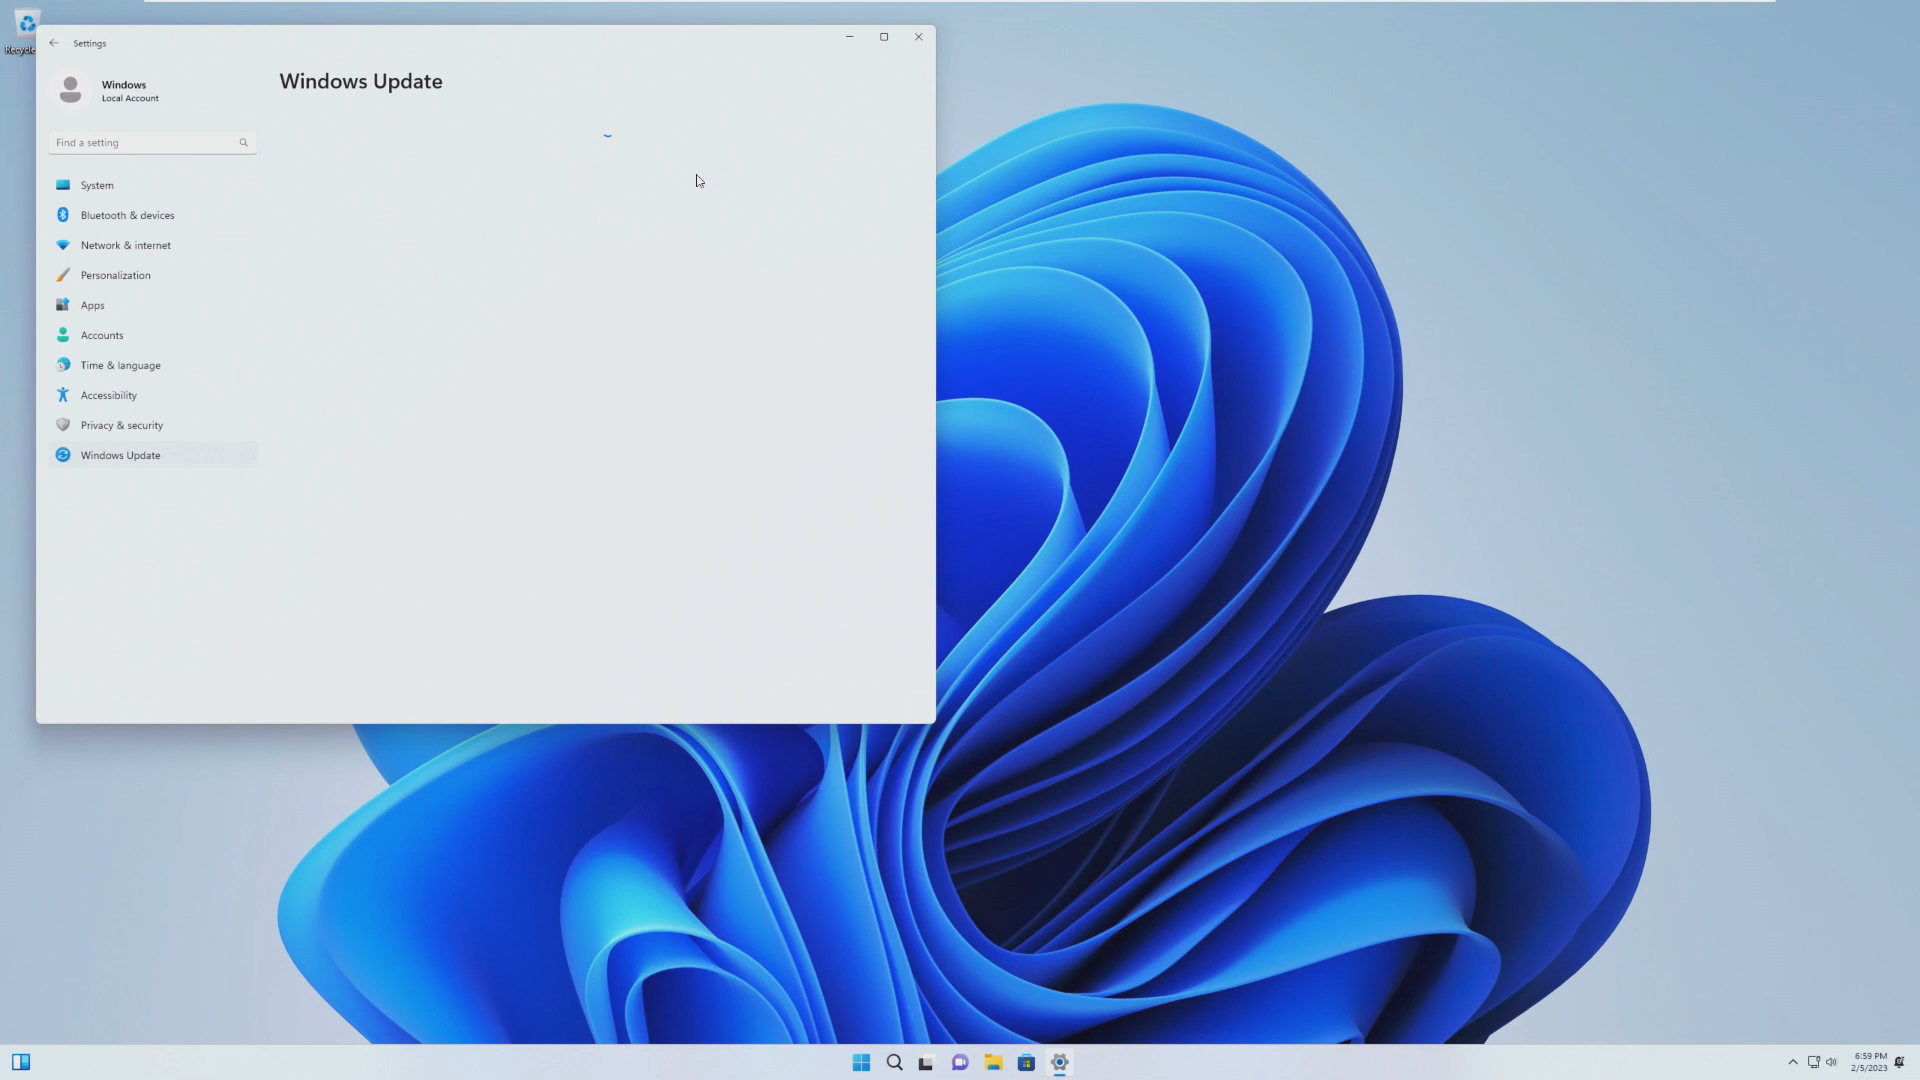 Recycle
Settings
Windows
Local Account
Find a setting
System
Bluetooth & devices
Network & internet
Personalization
Apps
Accounts
Time & language
Accessibility
Privacy & security
Windows Update
Windows Update
6:59 PM
2/5/2023